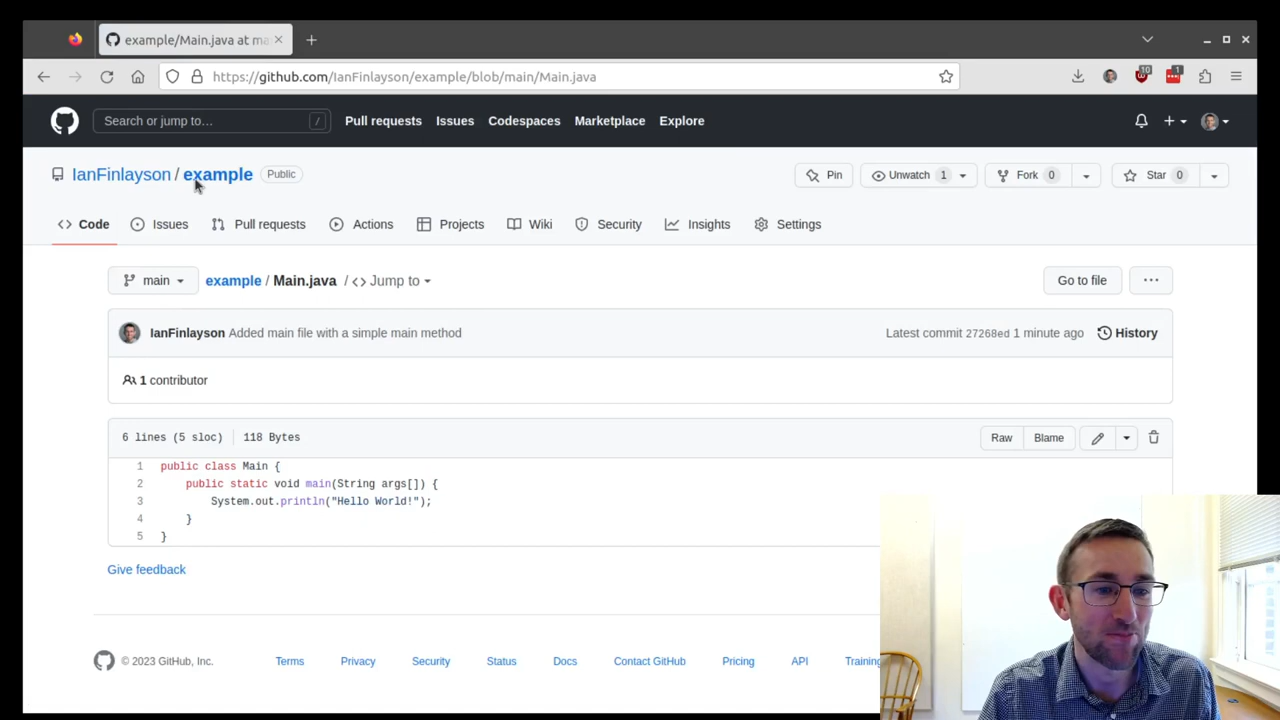 example/Main.java at ma
https://github.com/IanFinlayson/example/blob/main/Main.java
10
1
Search or jump to…
/
Pull requests
Issues
Codespaces
Marketplace
Explore
IanFinlayson / example
Public
Pin
Unwatch 1
Fork 0
Star 0
Code
Issues
Pull requests
Actions
Projects
Wiki
Security
Insights
Settings
main
example / Main.java / <> Jump to
Go to file
...
IanFinlayson Added main file with a simple main method
Latest commit 27268ed 1 minute ago
History
1 contributor
6 lines (5 sloc)
118 Bytes
Raw
Blame
1 public class Main {
2 public static void main(String args[]) {
3 System.out.println("Hello World!");
4 }
5 }
Give feedback
© 2023 GitHub, Inc.
Terms
Privacy
Security
Status
Docs
Contact GitHub
Pricing
API
Training